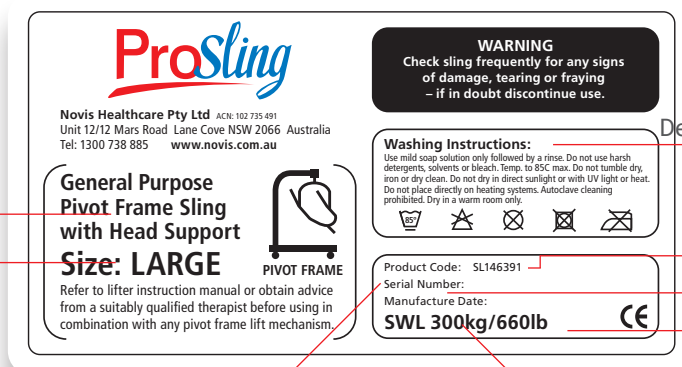 ProSling
Novis Healthcare Pty Ltd ACN: 102 735 491
Unit 12/12 Mars Road Lane Cove NSW 2066 Australia
Tel: 1300 738 885 www.novis.com.au
General Purpose
Pivot Frame Sling
with Head Support
Size: LARGE
PIVOT FRAME
Refer to lifter instruction manual or obtain advice
from a suitably qualified therapist before using in
combination with any pivot frame lift mechanism.
WARNING
Check sling frequently for any signs
of damage, tearing or fraying
– if in doubt discontinue use.
De
Washing Instructions:
Use mild soap solution only followed by a rinse. Do not use harsh
detergents, solvents or bleach. Temp. to 85C max. Do not tumble dry,
iron or dry clean. Do not dry in direct sunlight or with UV light or heat.
Do not place directly on heating systems. Autoclave cleaning
prohibited. Dry in a warm room only.
85°
Product Code: SL146391
Serial Number:
Manufacture Date:
SWL 300kg/660lb
CE